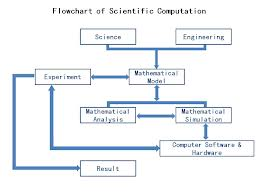 Flowchart of Scientific Computation
Science
Engineering
Experiment
Mathematical
Model
Mathematical
Analysis
Mathematical
Simulation
Computer Software &
Hardware
Result